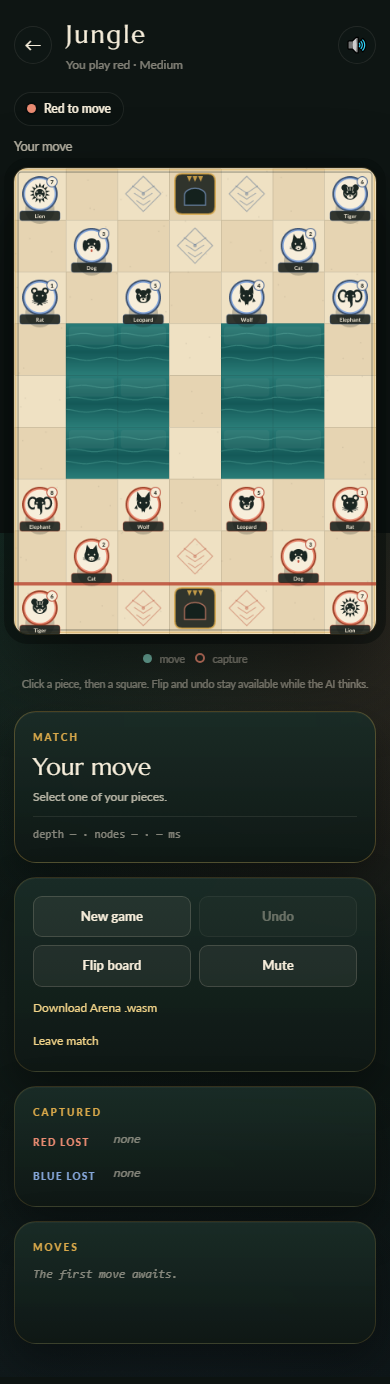 Jungle
You play red · Medium
Red to move
Your move
7 6
Lion Tiger
3 2
Dog Cat
1 5 4 8
Rat Leopard Wolf Elephant
8 4 5 1
Elephant Wolf Leopard Rat
2 3
Cat Dog
6 7
Tiger Lion
move capture
Click a piece, then a square. Flip and undo stay available while the AI thinks.
MATCH
Your move
Select one of your pieces.
depth — · nodes — · — ms
New game Undo
Flip board Mute
Download Arena .wasm
Leave match
CAPTURED
RED LOST none
BLUE LOST none
MOVES
The first move awaits.